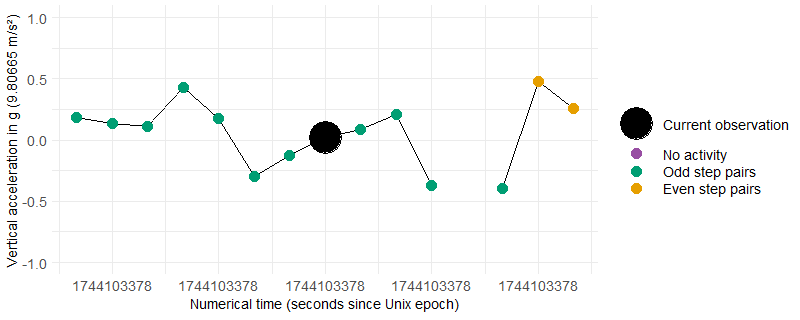 Vertical acceleration in g (9.80665 m/s²)
1.0
0.5
0.0
-0.5
-1.0
1744103378 1744103378 1744103378 1744103378 1744103378
Numerical time (seconds since Unix epoch)
Current observation
No activity
Odd step pairs
Even step pairs